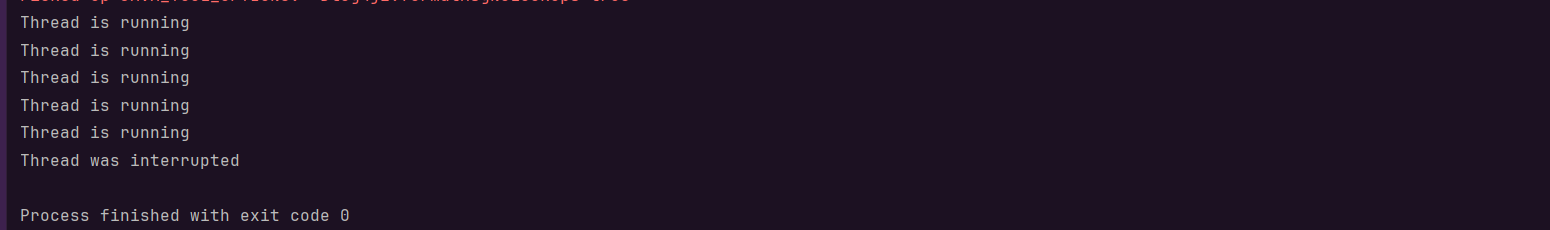 Thread is running
Thread is running
Thread is running
Thread is running
Thread is running
Thread was interrupted
Process finished with exit code 0